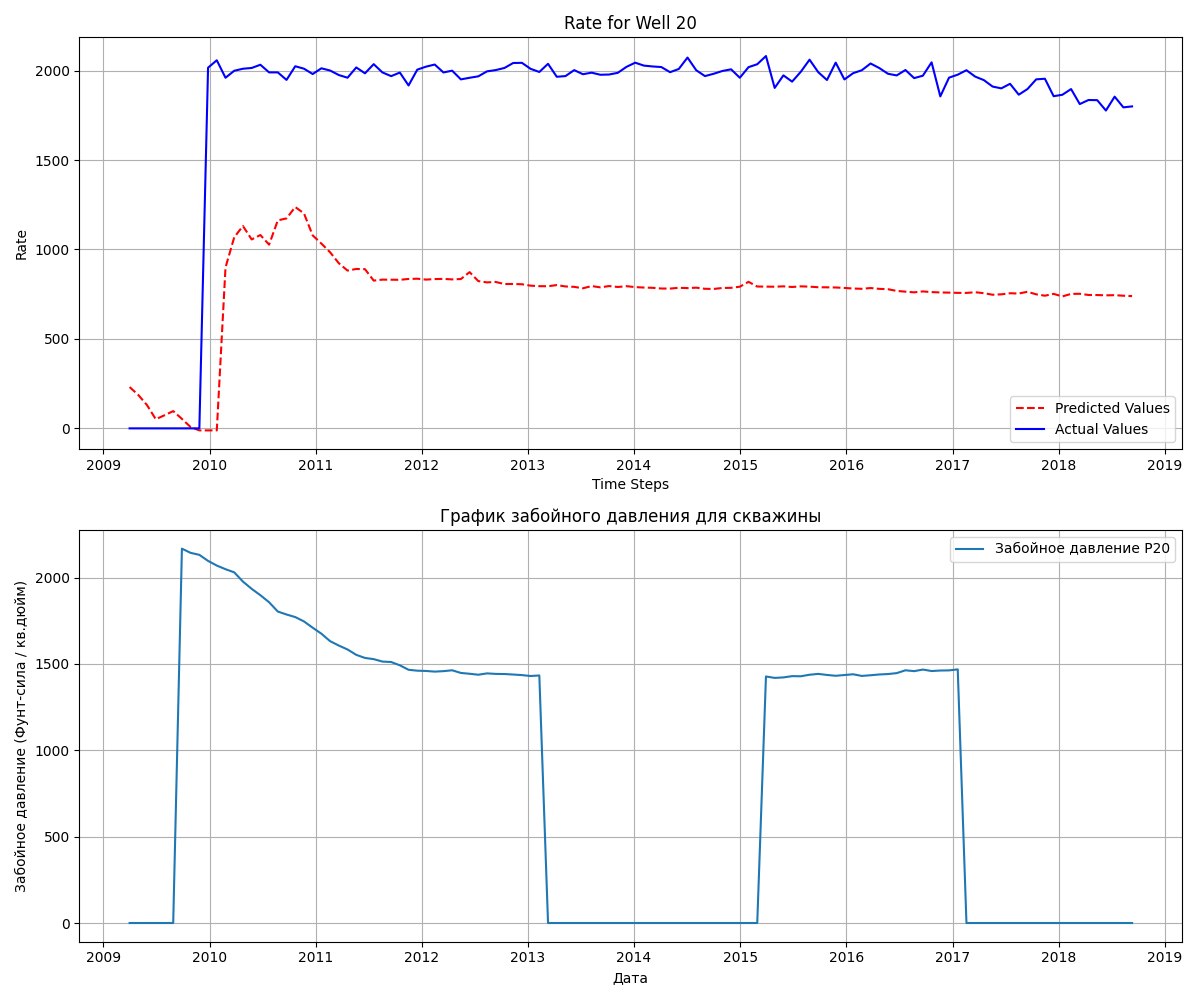 Rate for Well 20
Rate
2000
1500
1000
500
0
Predicted Values
Actual Values
2009 2010 2011 2012 2013 2014 2015 2016 2017 2018 2019
Time Steps
График забойного давления для скважины
Забойное давление (Фунт-сила / кв.дюйм)
Забойное давление P20
2000
1500
1000
500
0
2009 2010 2011 2012 2013 2014 2015 2016 2017 2018 2019
Дата